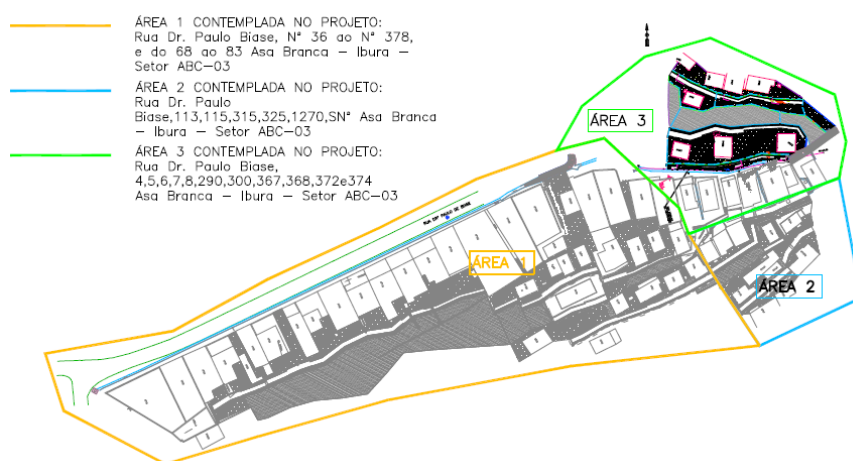 ÁREA 1 CONTEMPLADA NO PROJETO:
Rua Dr. Paulo Biase, N° 36 ao N° 378,
e do 68 ao 83 Asa Branca – Ibura –
Setor ABC–03
ÁREA 2 CONTEMPLADA NO PROJETO:
Rua Dr. Paulo
Biase,113,115,315,325,1270,SN° Asa Branca
– Ibura – Setor ABC–03
ÁREA 3 CONTEMPLADA NO PROJETO:
Rua Dr. Paulo Biase,
4,5,6,7,8,290,300,367,368,372e374
Asa Branca – Ibura – Setor ABC–03
ÁREA 3
ÁREA 1
ÁREA 2